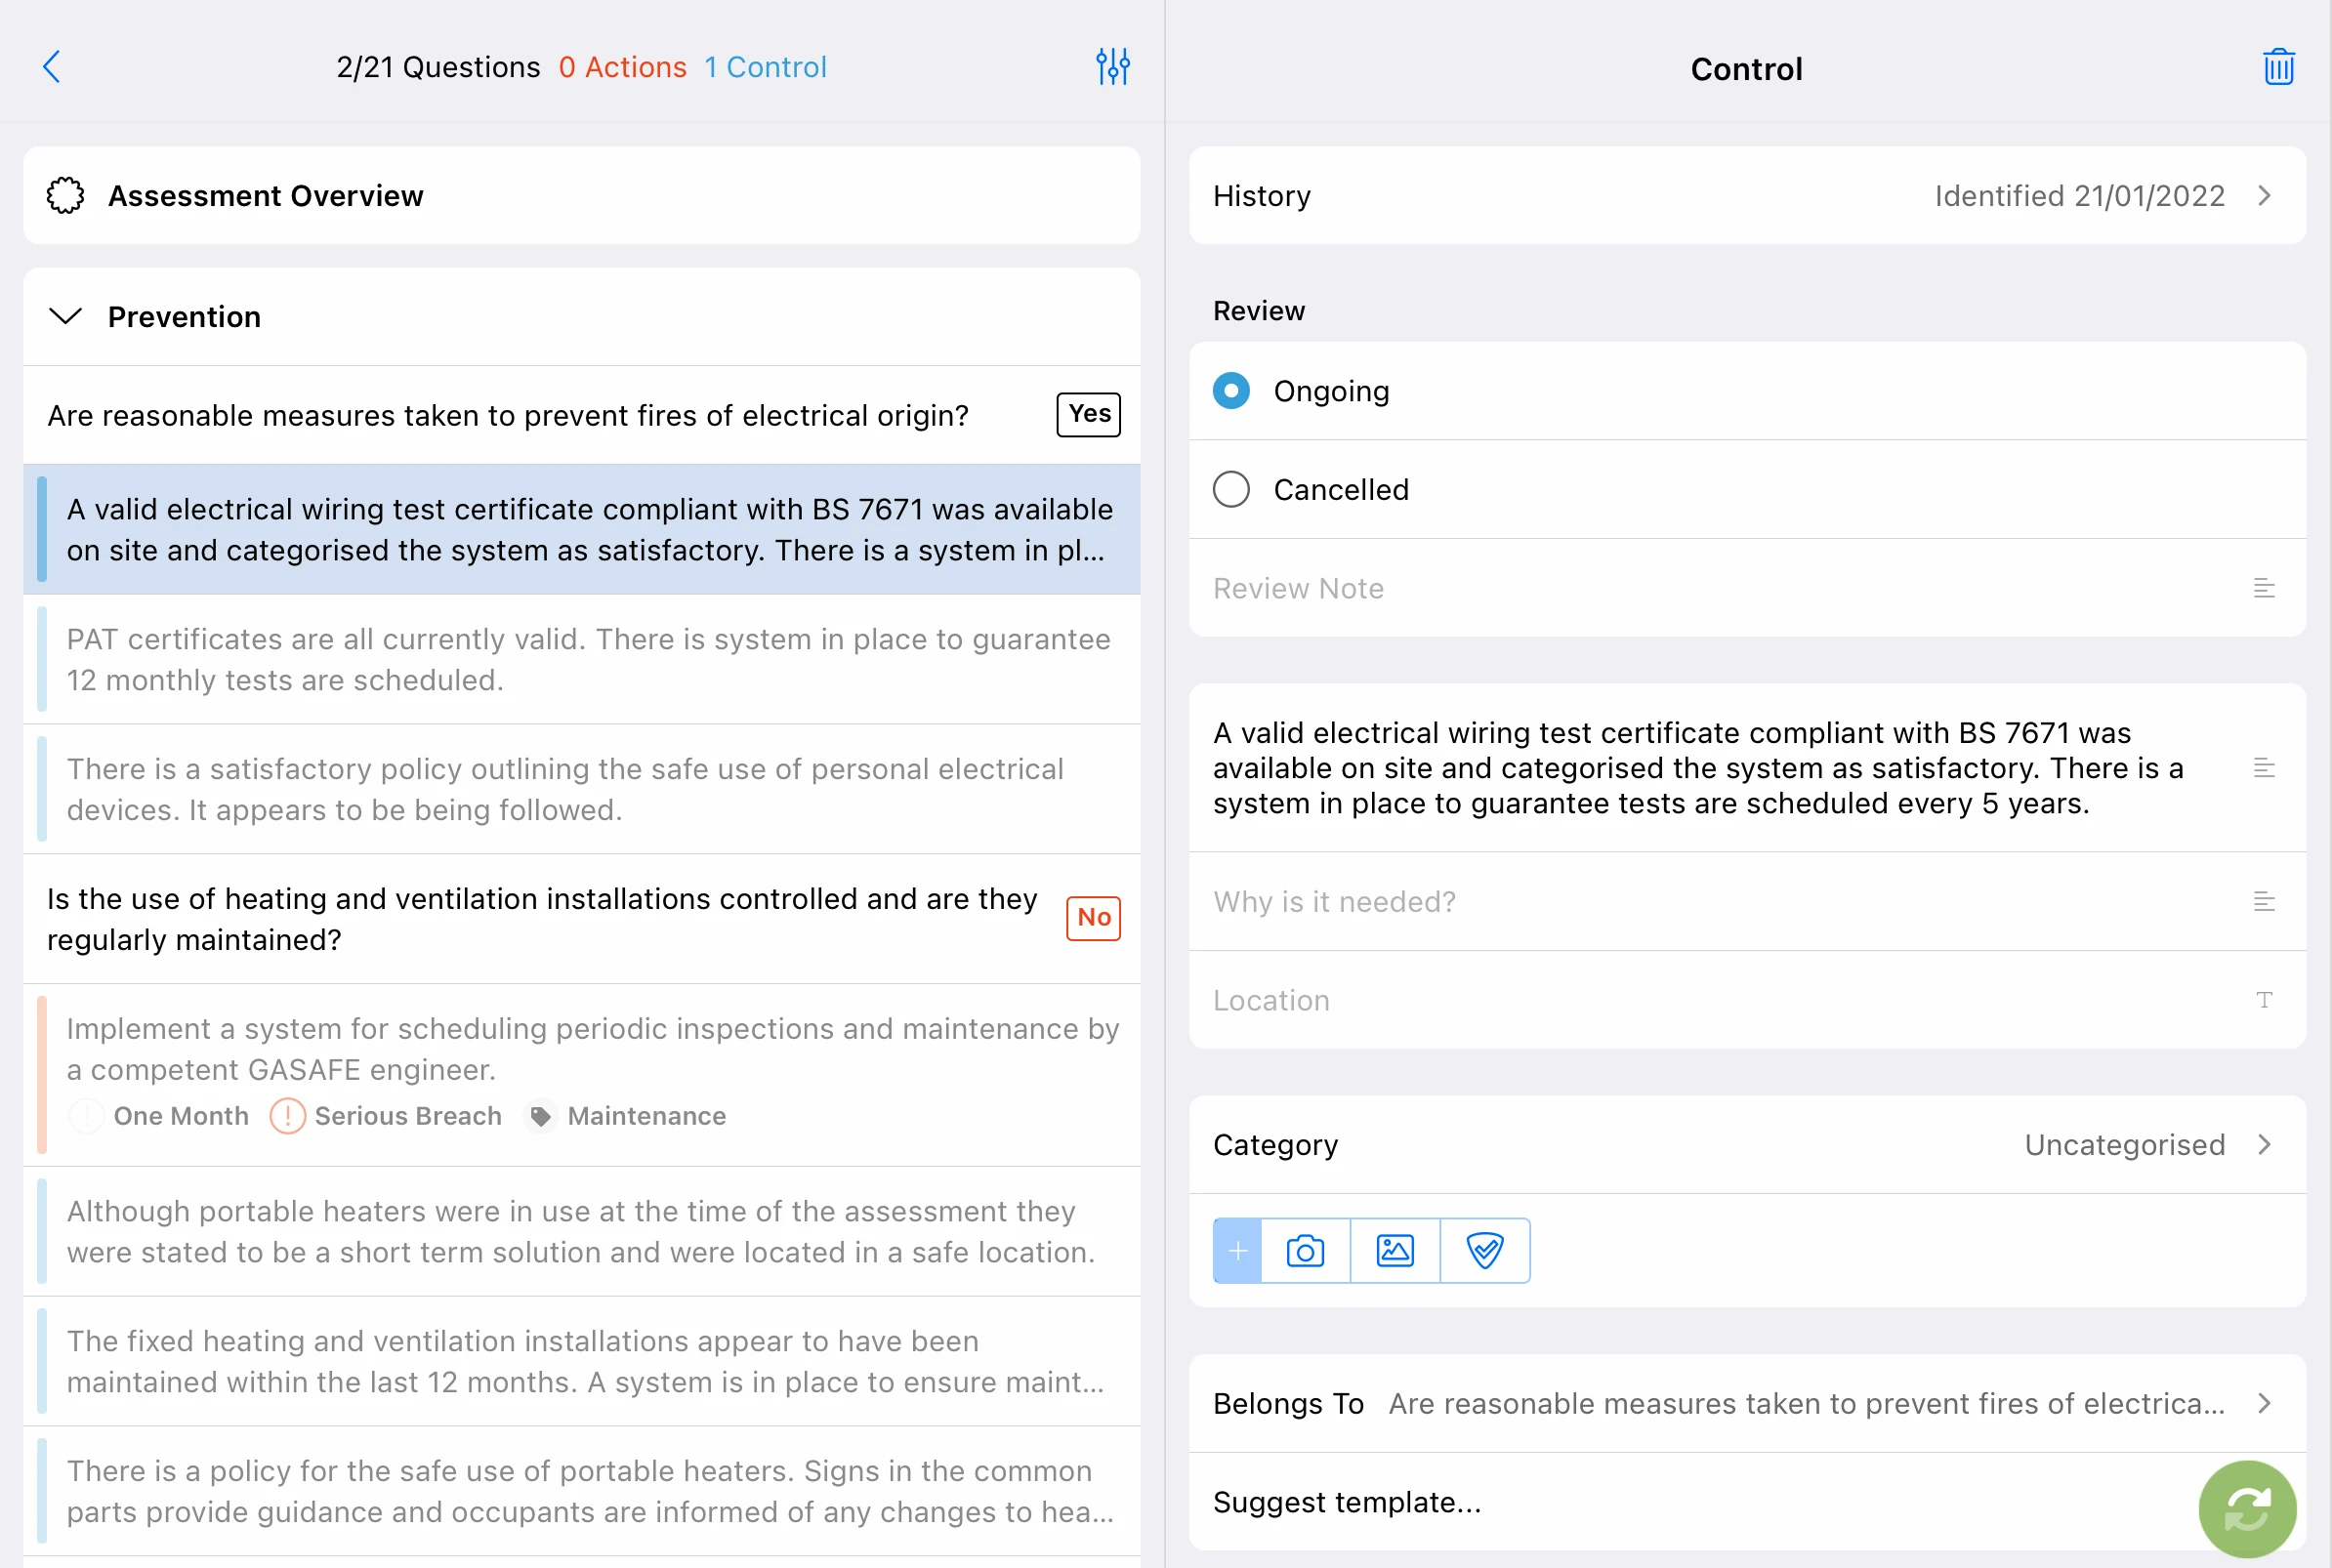 2/21 Questions 0 Actions 1 Control
Assessment Overview
Prevention
Are reasonable measures taken to prevent fires of electrical origin? Yes
A valid electrical wiring test certificate compliant with BS 7671 was available
on site and categorised the system as satisfactory. There is a system in pl...
PAT certificates are all currently valid. There is system in place to guarantee
12 monthly tests are scheduled.
There is a satisfactory policy outlining the safe use of personal electrical
devices. It appears to be being followed.
Is the use of heating and ventilation installations controlled and are they
regularly maintained?
No
Implement a system for scheduling periodic inspections and maintenance by
a competent GASAFE engineer.
One Month Serious Breach Maintenance
Although portable heaters were in use at the time of the assessment they
were stated to be a short term solution and were located in a safe location.
The fixed heating and ventilation installations appear to have been
maintained within the last 12 months. A system is in place to ensure maint...
There is a policy for the safe use of portable heaters. Signs in the common
parts provide guidance and occupants are informed of any changes to hea...
Control
History Identified 21/01/2022
Review
Ongoing
Cancelled
Review Note
A valid electrical wiring test certificate compliant with BS 7671 was
available on site and categorised the system as satisfactory. There is a
system in place to guarantee tests are scheduled every 5 years.
Why is it needed?
Location
T
Category Uncategorised
Belongs To Are reasonable measures taken to prevent fires of electrica...
Suggest template...